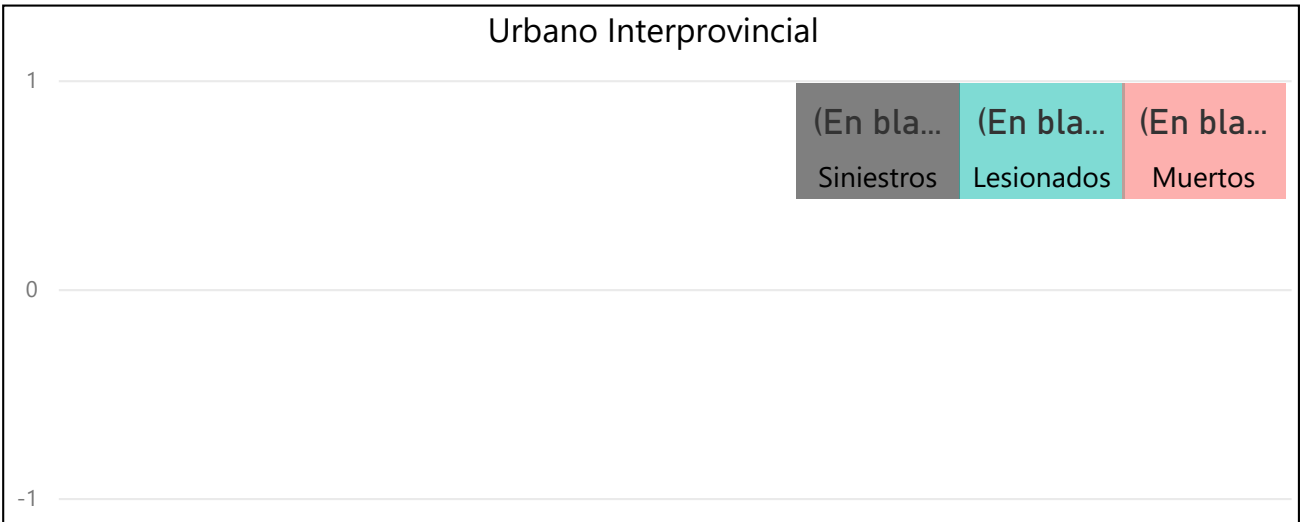 Urbano Interprovincial
1
(En bla... (En bla... (En bla...
Siniestros Lesionados Muertos
0
-1